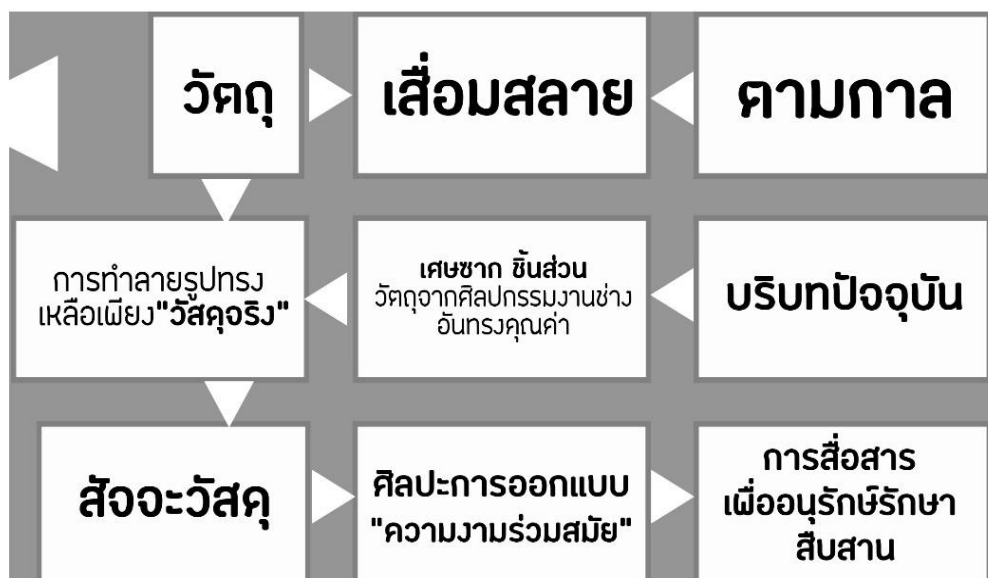 วัตถุ
เสื่อมสลาย
ตามกาล
การทำลายรูปทรง
เหลือเพียง"วัสดุจริง"
เศษซาก ชิ้นส่วน
วัตถุจากศิลปกรรมงานช่าง
อันทรงคุณค่า
บริบทปัจจุบัน
สัจจะวัสดุ
ศิลปะการออกแบบ
"ความงามร่วมสมัย"
การสื่อสาร
เพื่ออนุรักษ์รักษา
สืบสาน